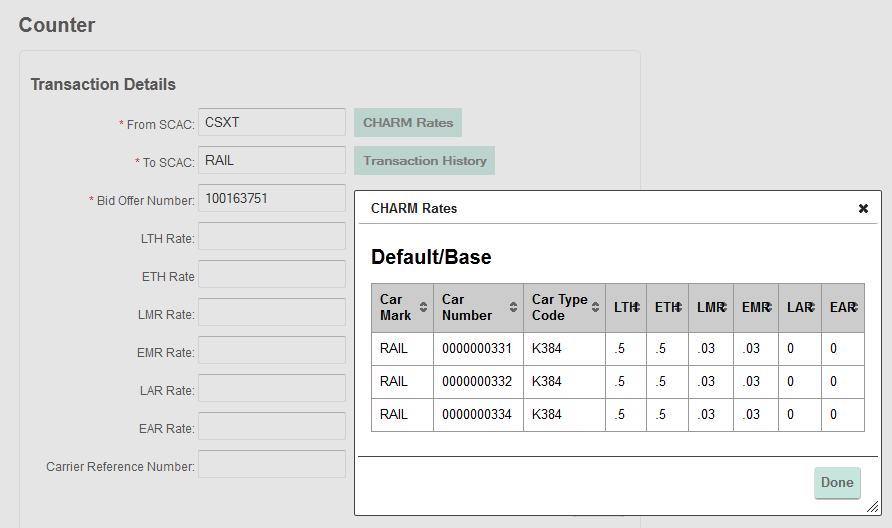 Counter
Transaction Details
* From SCAC: CSXT CHARM Rates
* To SCAC: RAIL Transaction History
* Bid Offer Number: 100163751
LTH Rate:
ETH Rate
LMR Rate:
EMR Rate:
LAR Rate:
EAR Rate:
Carrier Reference Number:
CHARM Rates
Default/Base
Car Mark Car Number Car Type Code LTH ETH LMR EMR LAR EAR
RAIL 0000000331 K384 .5 .5 .03 .03 0 0
RAIL 0000000332 K384 .5 .5 .03 .03 0 0
RAIL 0000000334 K384 .5 .5 .03 .03 0 0
Done